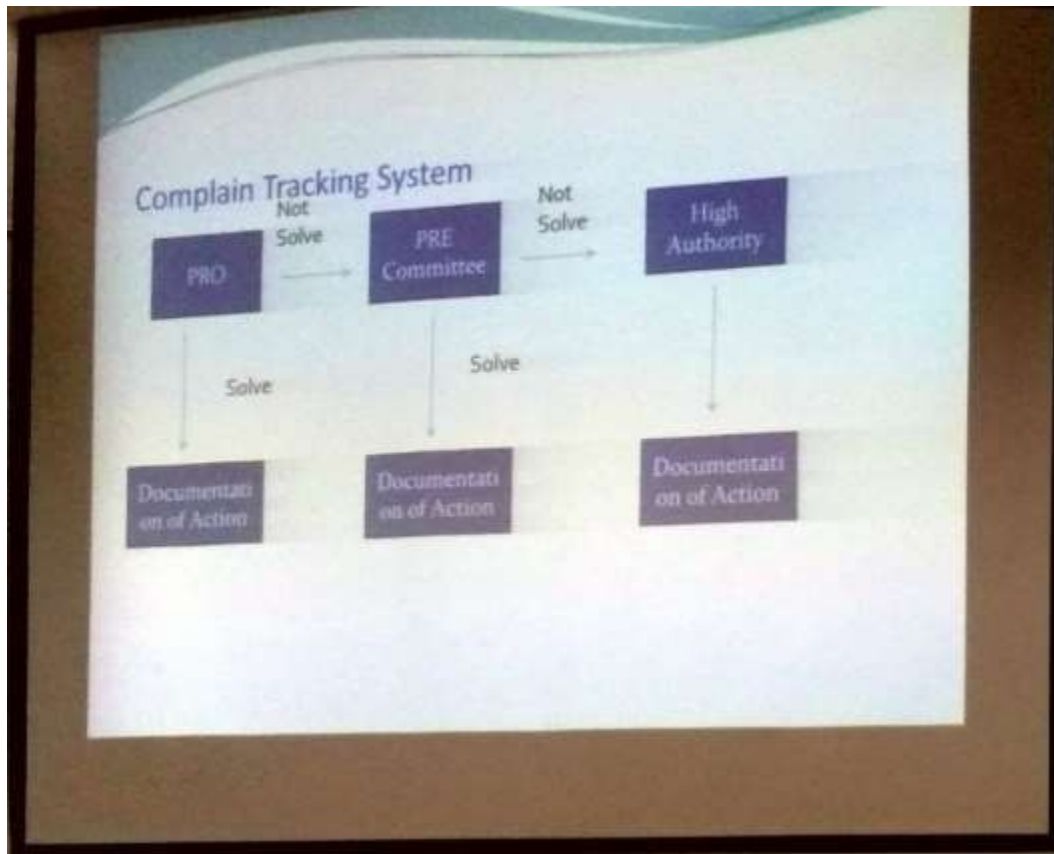 Complain Tracking System
Not
Solve
Not
Solve
PRO
PRE
Committee
High
Authority
Solve
Solve
Documentati
on of Action
Documentati
on of Action
Documentati
on of Action